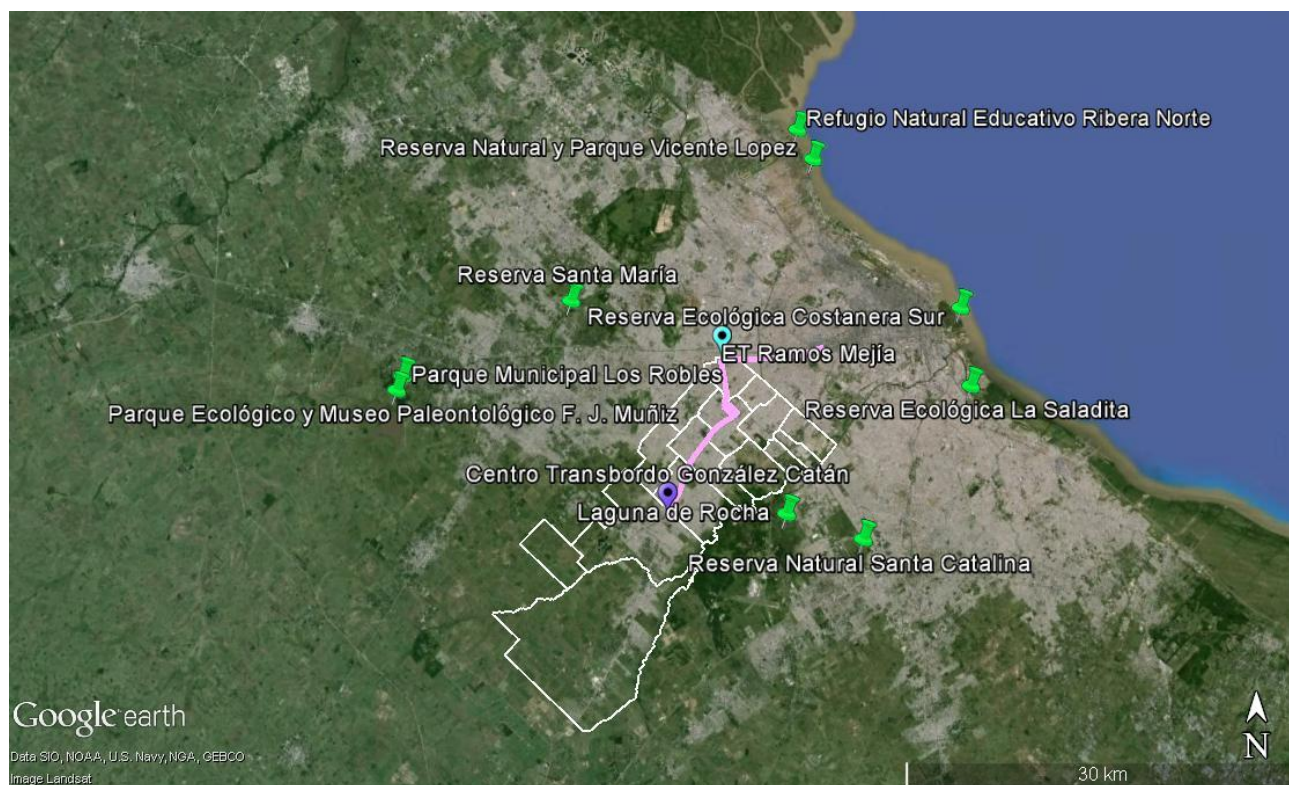 Refugio Natural Educativo Ribera Norte
Reserva Natural y Parque Vicente Lopez
Reserva Santa María
Reserva Ecológica Costanera Sur
ET Ramos Mejía
Parque Municipal Los Robles
Reserva Ecológica La Saladita
Parque Ecológico y Museo Paleontológico F. J. Muñiz
Centro Transbordo González Catán
Laguna de Rocha
Reserva Natural Santa Catalina
Google earth
Data SIO, NOAA, U.S. Navy, NGA, GEBCO
Image Landsat
N
30 km